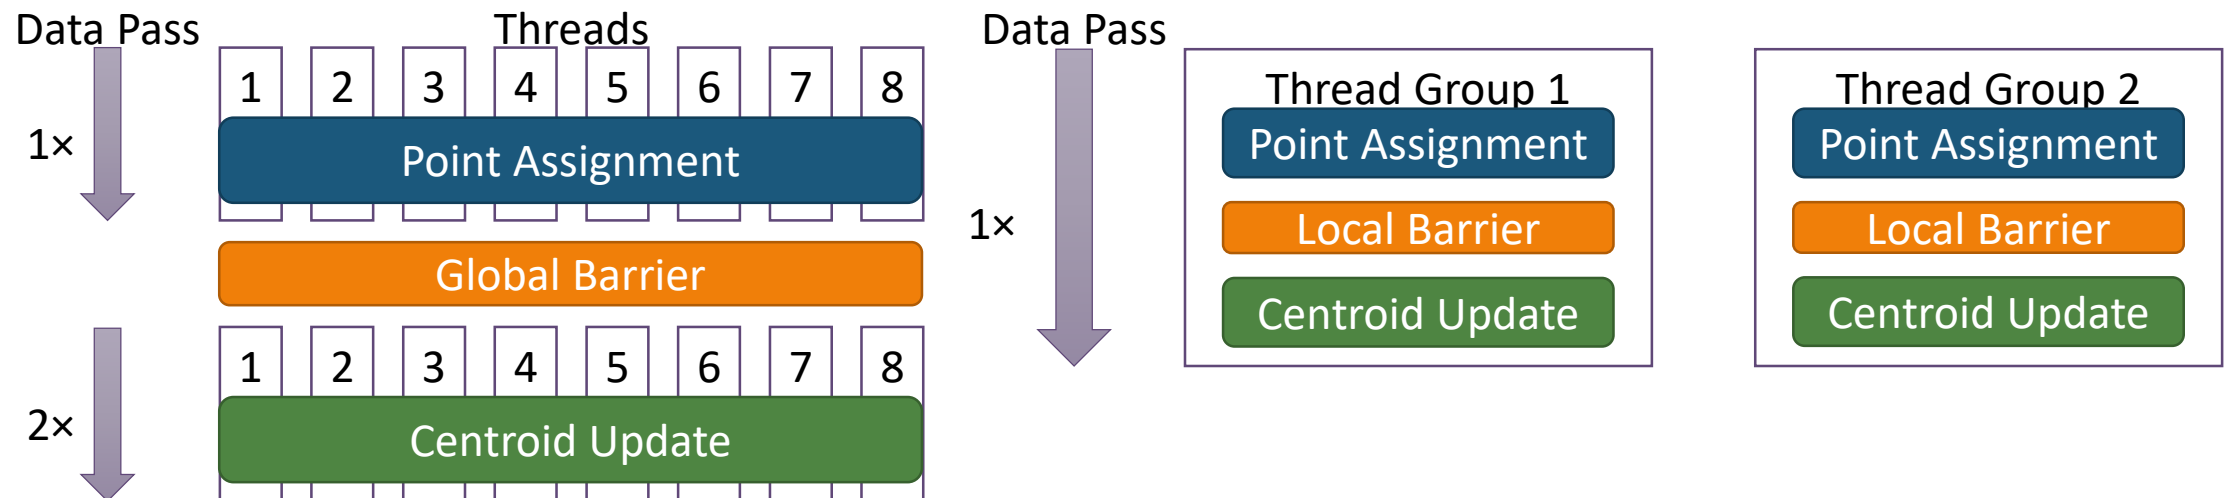 Data Pass
Threads
1 2 3 4 5 6 7 8
1×
Point Assignment
Global Barrier
1 2 3 4 5 6 7 8
2×
Centroid Update
Data Pass
1×
Thread Group 1
Point Assignment
Local Barrier
Centroid Update
Thread Group 2
Point Assignment
Local Barrier
Centroid Update